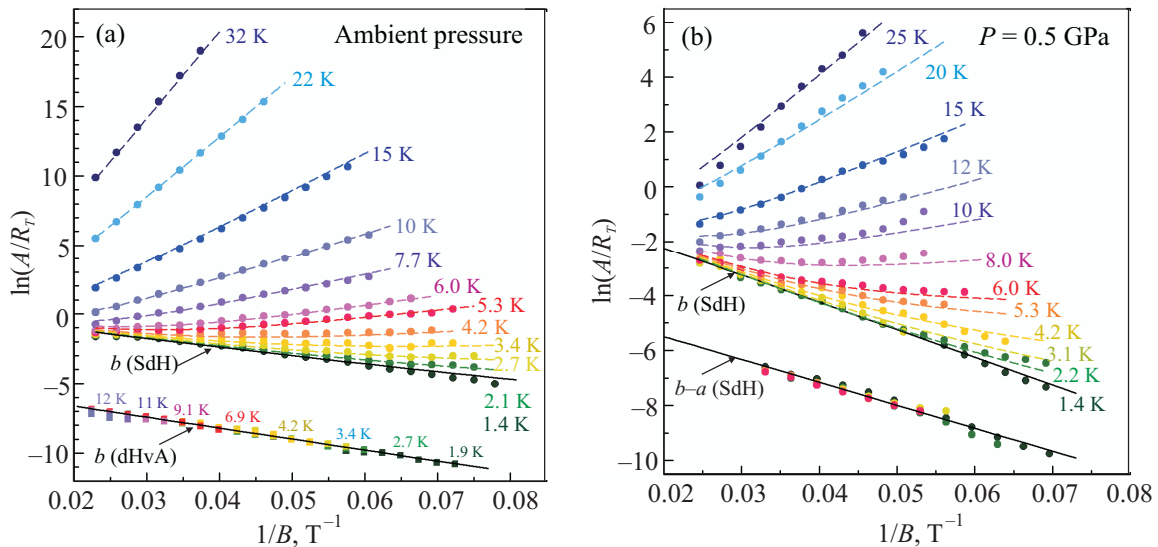 (a)
Ambient pressure
32 K
22 K
15 K
10 K
7.7 K
6.0 K
5.3 K
4.2 K
3.4 K
2.7 K
2.1 K
1.4 K
b (SdH)
12 K
11 K
9.1 K
6.9 K
4.2 K
3.4 K
2.7 K
1.9 K
b (dHvA)
ln(A/R_T)
20
15
10
5
0
–5
–10
0.02 0.03 0.04 0.05 0.06 0.07 0.08
1/B, T⁻¹
(b)
P = 0.5 GPa
25 K
20 K
15 K
12 K
10 K
8.0 K
6.0 K
5.3 K
4.2 K
3.1 K
2.2 K
1.4 K
b (SdH)
b–a (SdH)
ln(A/R_T)
6
4
2
0
–2
–4
–6
–8
–10
0.02 0.03 0.04 0.05 0.06 0.07 0.08
1/B, T⁻¹